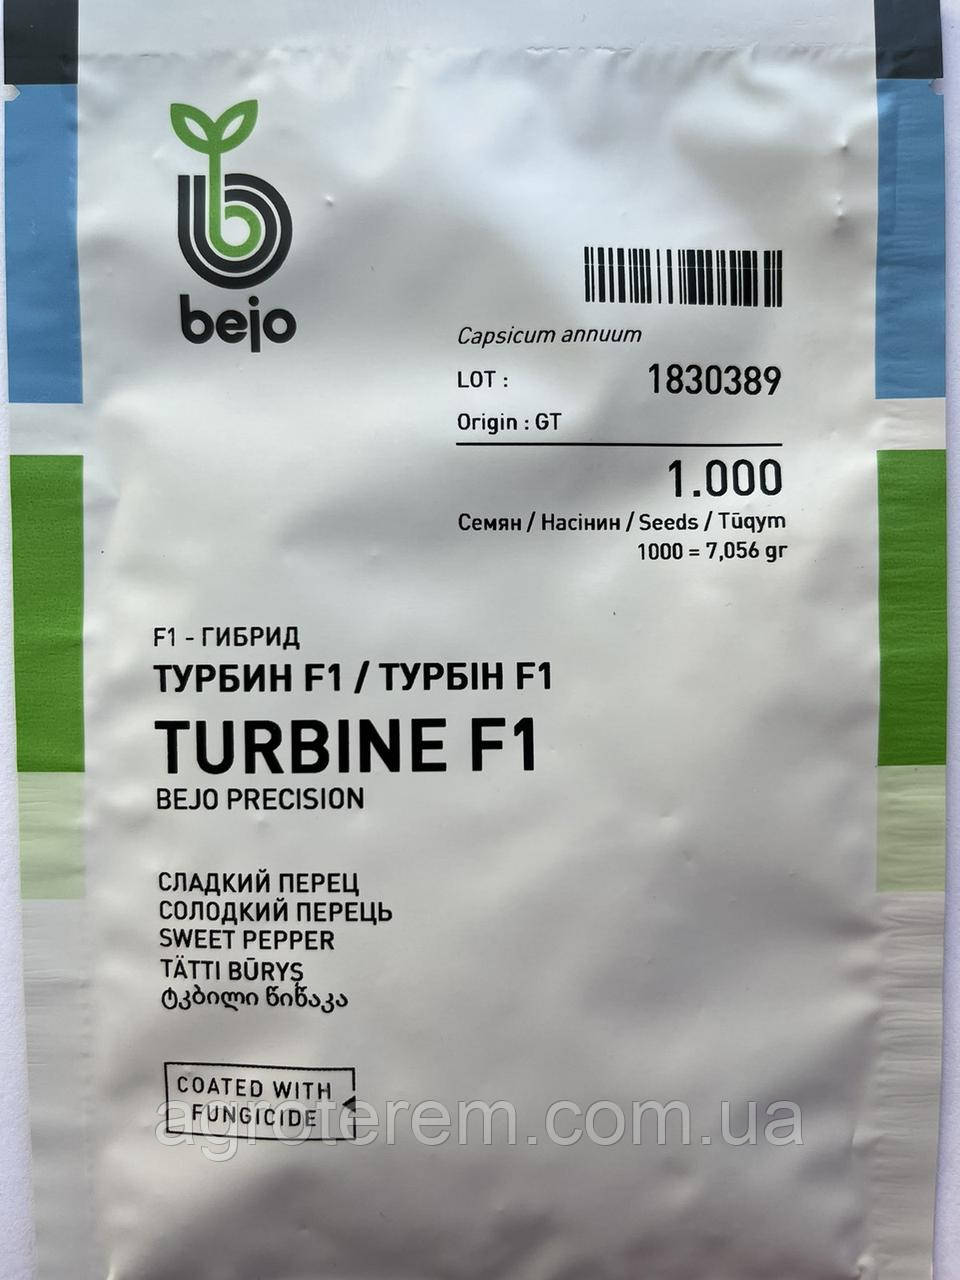 bejo
Capsicum annuum
LOT : 1830389
Origin : GT
1.000
Семян / Насінин / Seeds / Tūqym
1000 = 7,056 gr
F1 - ГИБРИД
ТУРБИН F1 / ТУРБІН F1
TURBINE F1
BEJO PRECISION
СЛАДКИЙ ПЕРЕЦ
СОЛОДКИЙ ПЕРЕЦЬ
SWEET PEPPER
TÄTTI BŪRYŞ
ტკბილი წიწაკა
COATED WITH
FUNGICIDE
agroterem.com.ua